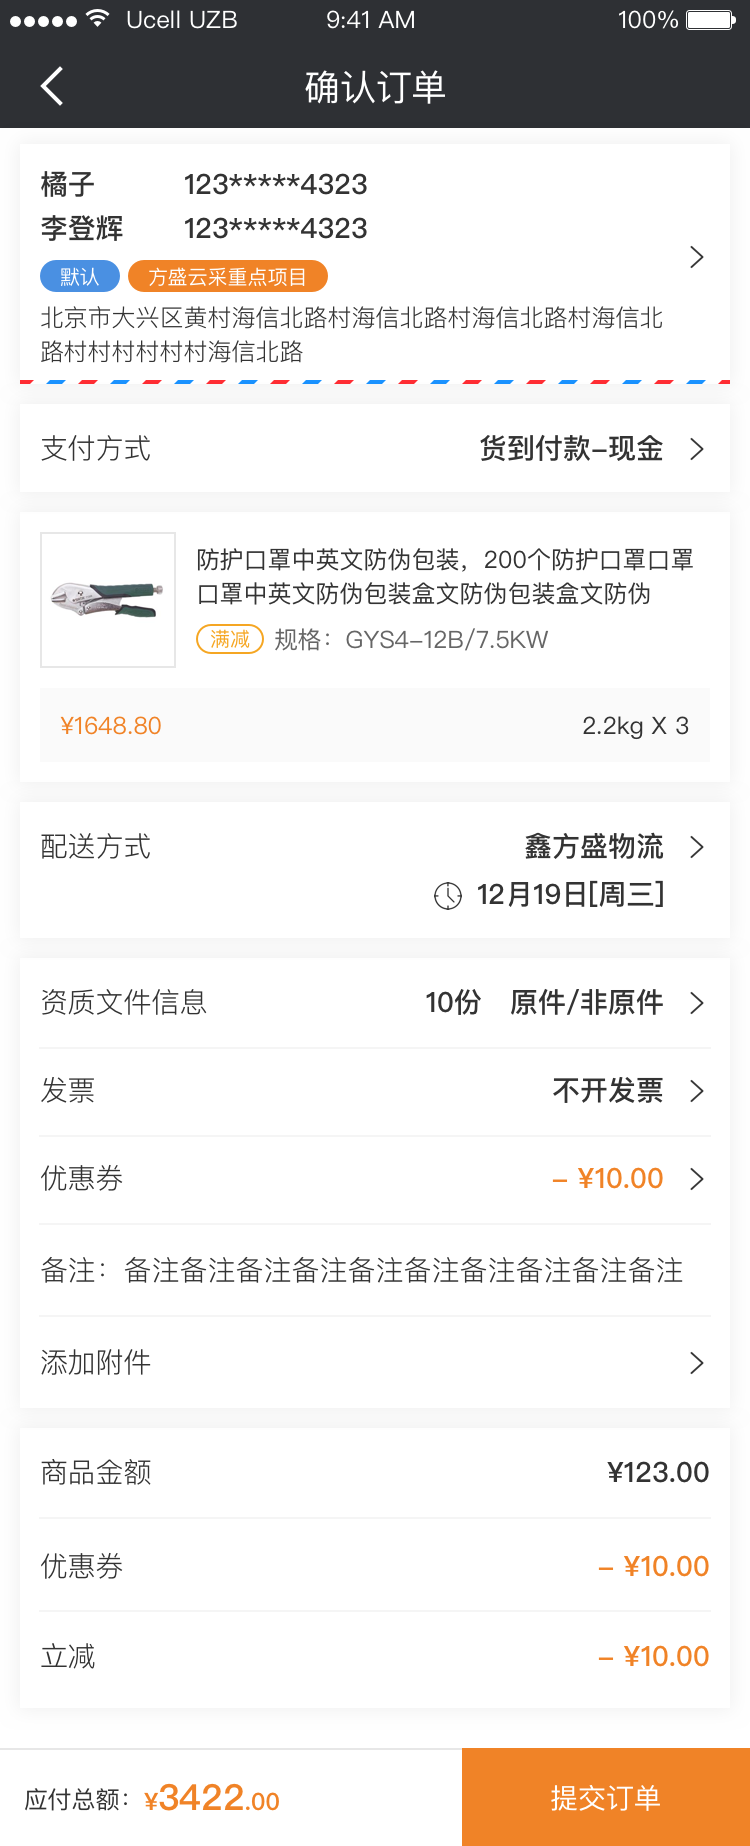 Ucell UZB 9:41 AM 100%
确认订单
橘子 123*****4323
李登辉 123*****4323
默认 方盛云采重点项目
北京市大兴区黄村海信北路村海信北路村海信北路村海信北
路村村村村村村海信北路
支付方式 货到付款–现金
防护口罩中英文防伪包装，200个防护口罩口罩
口罩中英文防伪包装盒文防伪包装盒文防伪
满减 规格：GYS4–12B/7.5KW
¥1648.80 2.2kg X 3
配送方式 鑫方盛物流
12月19日[周三]
资质文件信息 10份 原件/非原件
发票 不开发票
优惠券 – ¥10.00
备注：备注备注备注备注备注备注备注备注备注备注
添加附件
商品金额 ¥123.00
优惠券 – ¥10.00
立减 – ¥10.00
应付总额：¥3422.00 提交订单